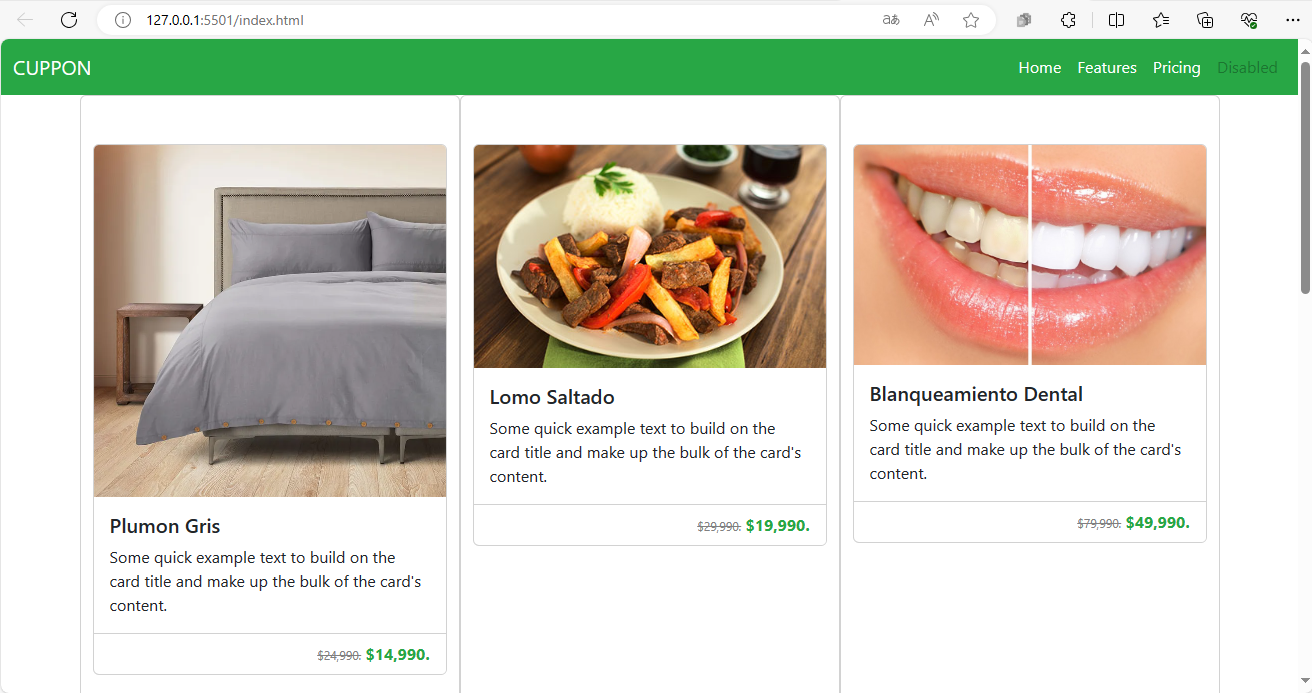 127.0.0.1:5501/index.html
aあ
A
CUPPON
Home Features Pricing Disabled
Plumon Gris
Some quick example text to build on the
card title and make up the bulk of the card's
content.
$24,990. $14,990.
Lomo Saltado
Some quick example text to build on the
card title and make up the bulk of the card's
content.
$29,990. $19,990.
Blanqueamiento Dental
Some quick example text to build on the
card title and make up the bulk of the card's
content.
$79,990. $49,990.